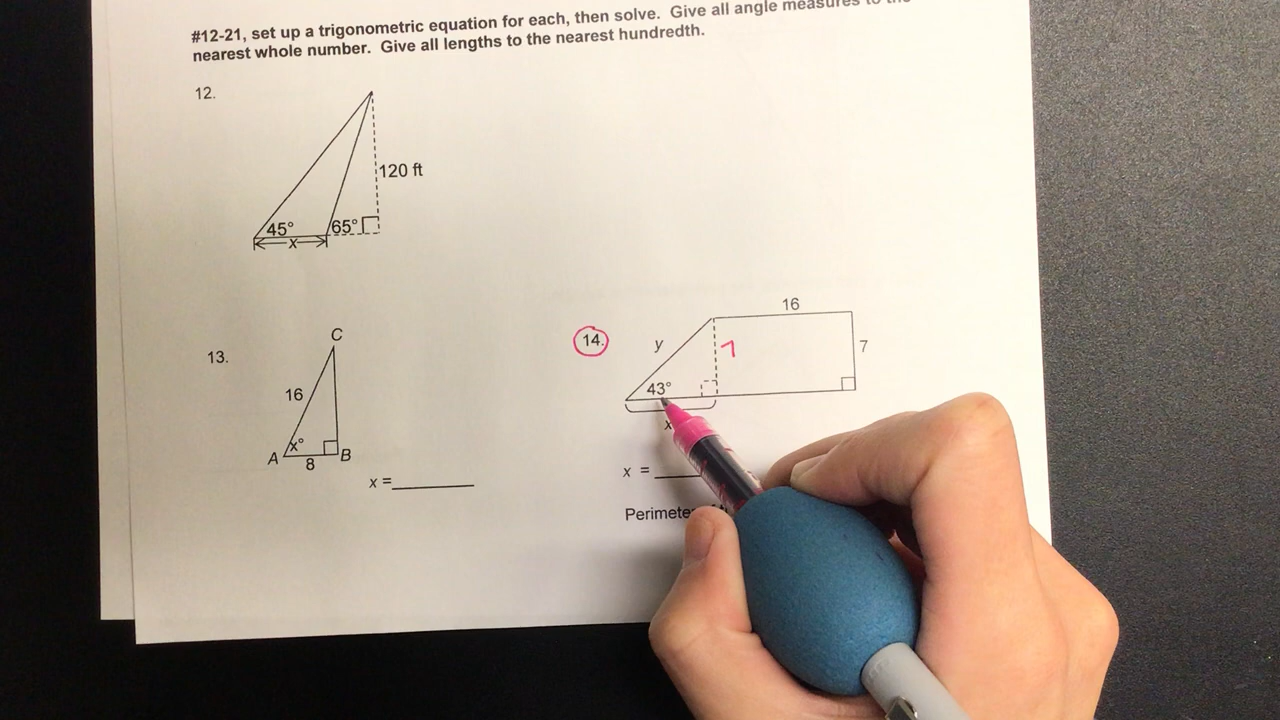 #12-21, set up a trigonometric equation for each, then solve. Give all angle measures to the
nearest whole number. Give all lengths to the nearest hundredth.
12.
120 ft
45° 65°
x
13.
C
16
x°
A B
8
x =
14.
16
y
7
7
43°
x
x =
Perimeter